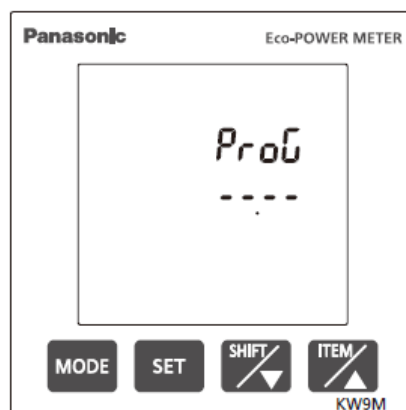 Panasonic Eco-POWER METER
ProG
----
.
MODE SET SHIFT/▼ ITEM/▲
KW9M